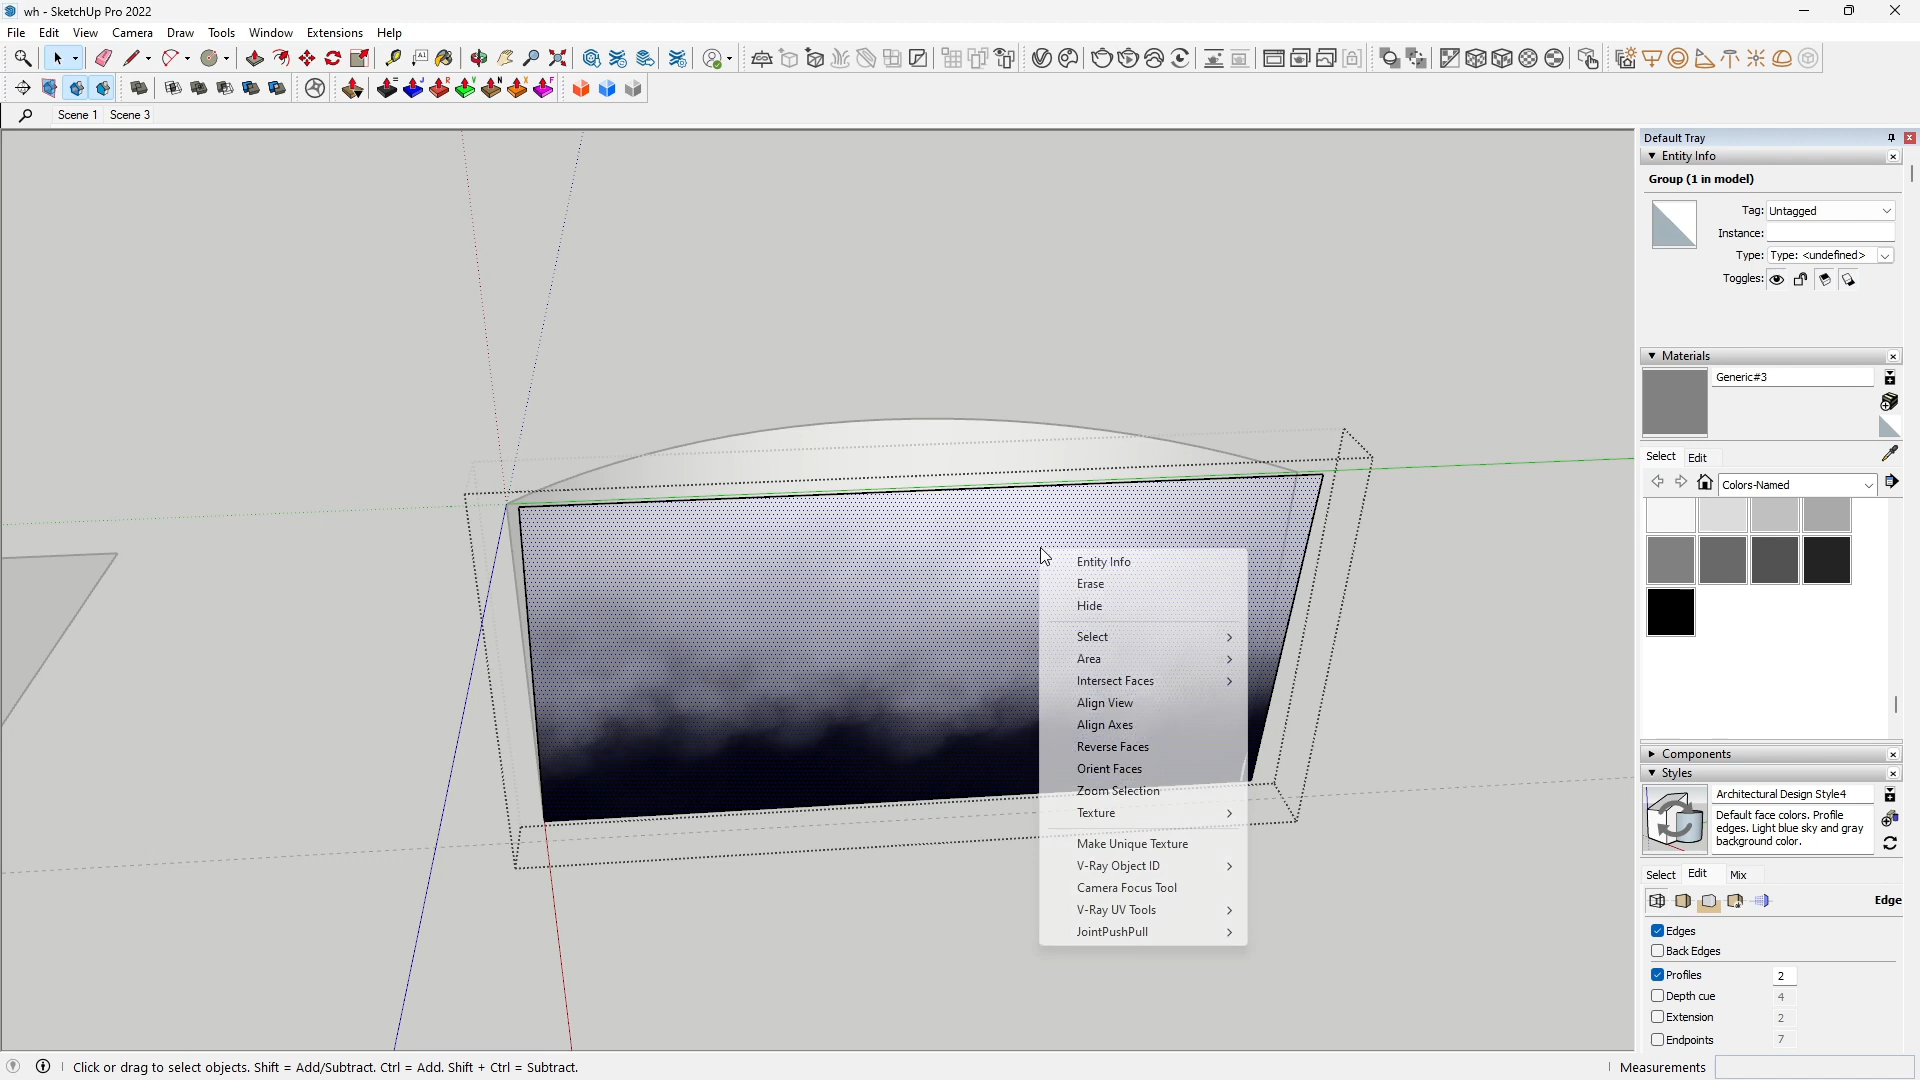 wh - SketchUp Pro 2022
File Edit View Camera Draw Tools Window Extensions Help
Scene 1 Scene 3
Default Tray
Entity Info
Group (1 in model)
Tag: Untagged
Instance:
Type: Type: <undefined>
Toggles:
Materials
Generic#3
Select Edit
Colors-Named
Components
Styles
Architectural Design Style4
Default face colors. Profile
edges. Light blue sky and gray
background color.
Select Edit Mix
Edge
Edges
Back Edges
Profiles 2
Depth cue 4
Extension 2
Endpoints 7
Entity Info
Erase
Hide
Select
Area
Intersect Faces
Align View
Align Axes
Reverse Faces
Orient Faces
Zoom Selection
Texture
Make Unique Texture
V-Ray Object ID
Camera Focus Tool
V-Ray UV Tools
JointPushPull
Click or drag to select objects. Shift = Add/Subtract. Ctrl = Add. Shift + Ctrl = Subtract.
Measurements